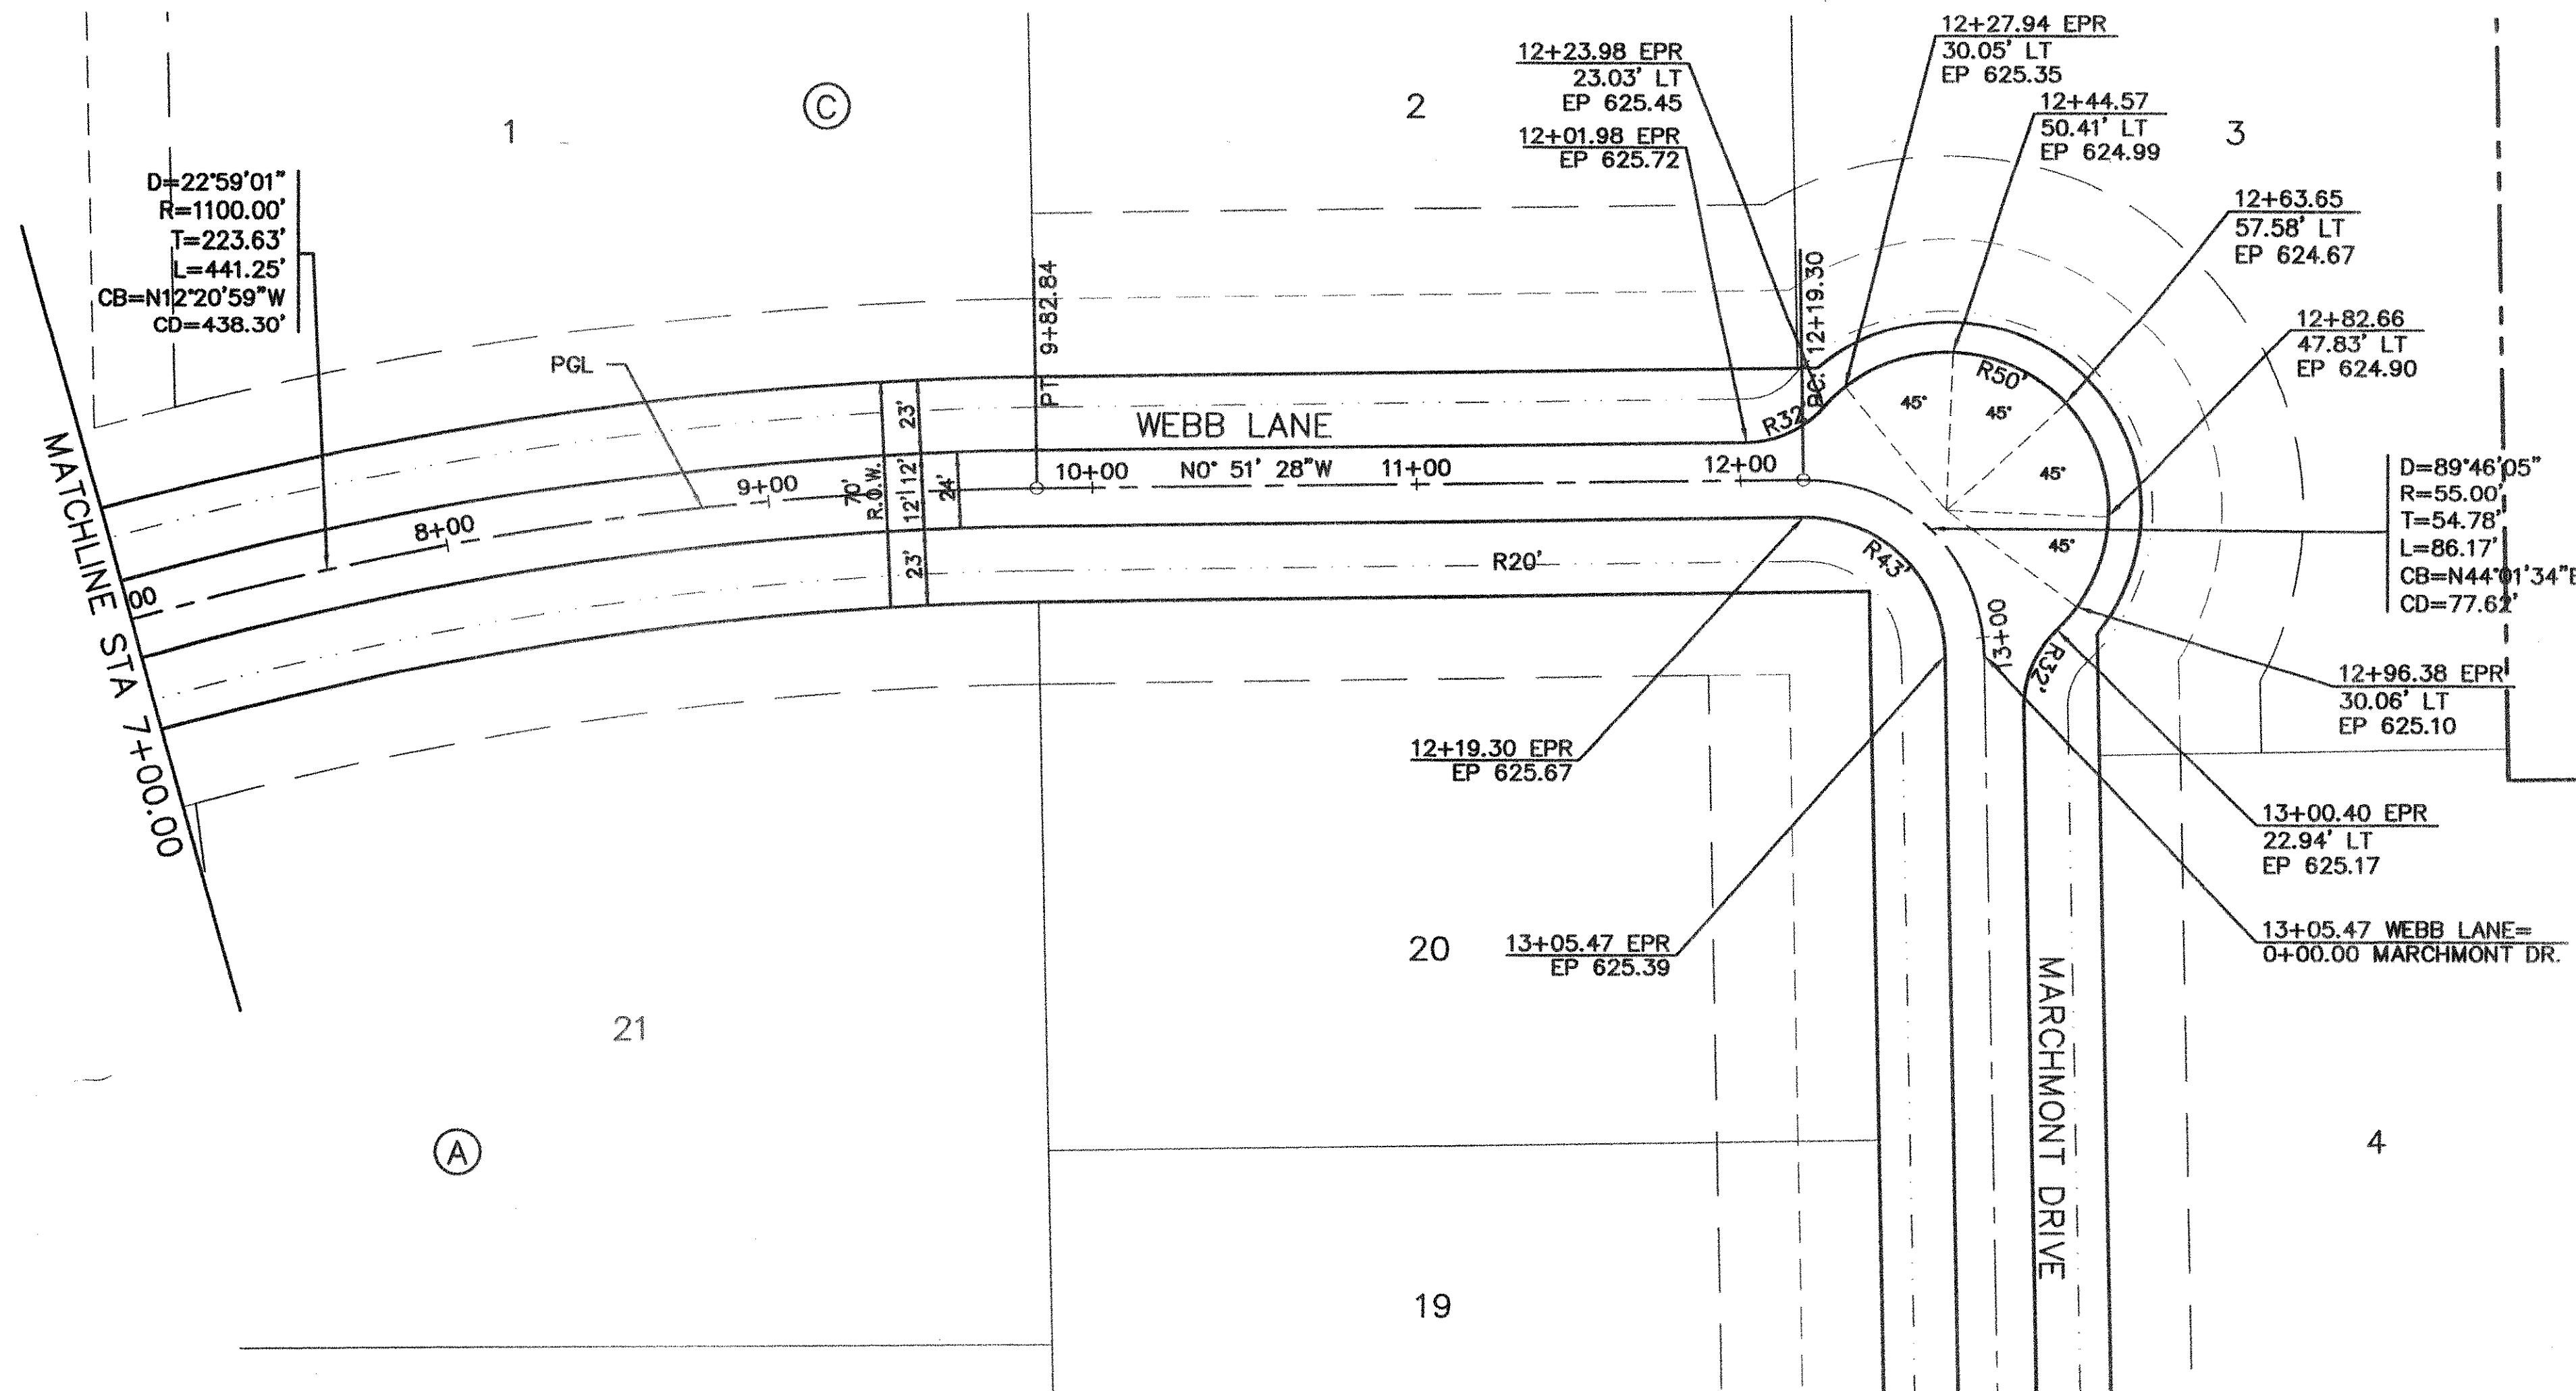 1
C
2
3
12+23.98 EPR
23.03' LT
EP 625.45
12+01.98 EPR
EP 625.72
12+27.94 EPR
30.05' LT
EP 625.35
12+44.57
50.41' LT
EP 624.99
12+63.65
57.58' LT
EP 624.67
12+82.66
47.83' LT
EP 624.90
D=22°59'01"
R=1100.00'
T=223.63'
L=441.25'
CB=N12°20'59"W
CD=438.30'
PGL
MATCHLINE STA 7+00.00
00
8+00
9+00
70'
R.O.W.
23'
12'
12'
23'
24'
PT 9+82.84
WEBB LANE
10+00
N0° 51' 28"W
11+00
12+00
12+19.30
R32'
R50'
45°
45°
45°
45°
R43'
R20'
13+00
R32'
D=89°46'05"
R=55.00'
T=54.78'
L=86.17'
CB=N44°01'34"E
CD=77.62'
12+96.38 EPR
30.06' LT
EP 625.10
12+19.30 EPR
EP 625.67
13+00.40 EPR
22.94' LT
EP 625.17
13+05.47 EPR
EP 625.39
13+05.47 WEBB LANE=
0+00.00 MARCHMONT DR.
MARCHMONT DRIVE
20
21
A
4
19